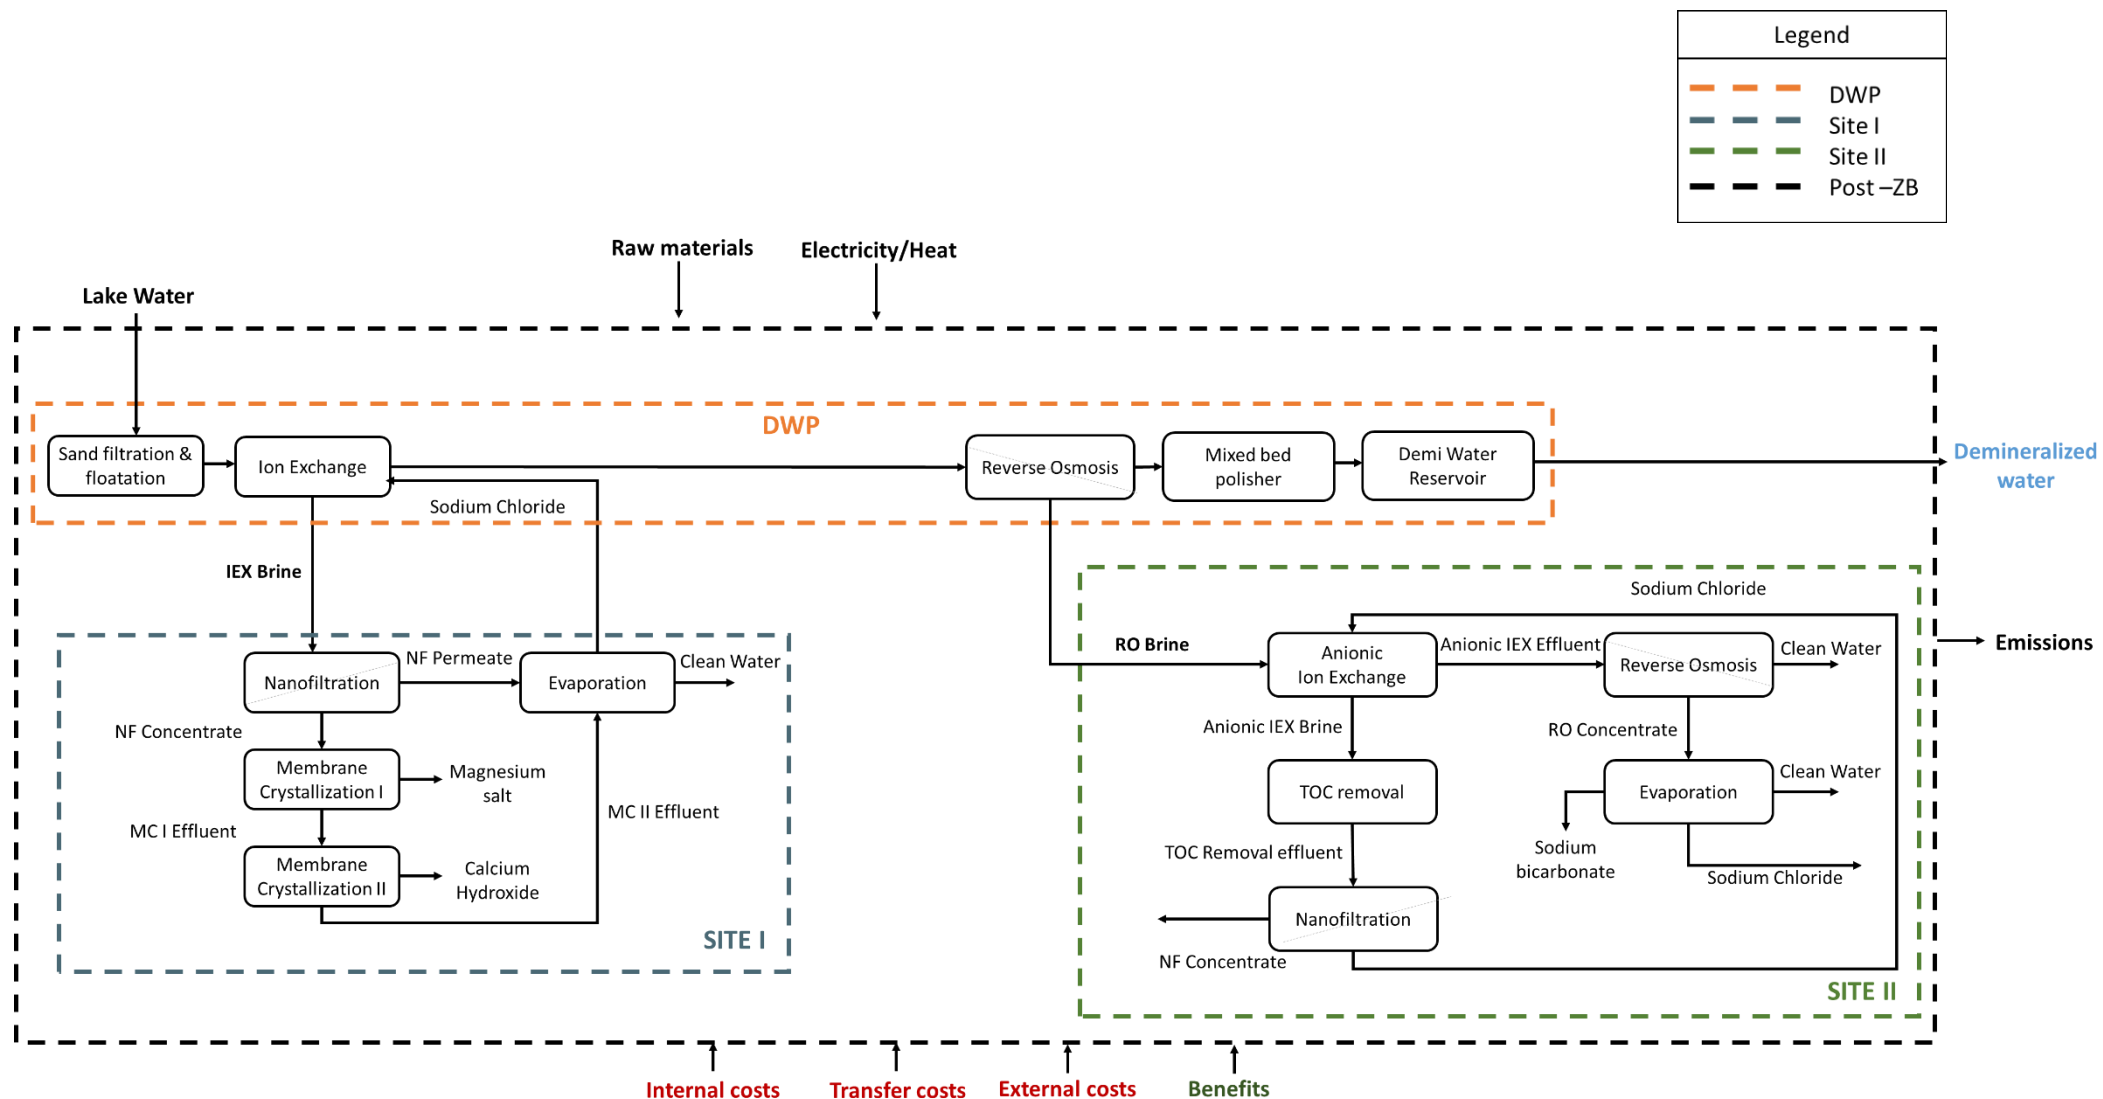 Legend
DWP
Site I
Site II
Post –ZB
Raw materials
Electricity/Heat
Lake Water
DWP
Sand filtration &
floatation
Ion Exchange
Reverse Osmosis
Mixed bed
polisher
Demi Water
Reservoir
Demineralized
water
Sodium Chloride
IEX Brine
Sodium Chloride
RO Brine
Anionic
Ion Exchange
Anionic IEX Effluent
Reverse Osmosis
Clean Water
Emissions
Nanofiltration
NF Permeate
Evaporation
Clean Water
NF Concentrate
Anionic IEX Brine
RO Concentrate
Membrane
Crystallization I
Magnesium
salt
TOC removal
Evaporation
Clean Water
MC I Effluent
MC II Effluent
TOC Removal effluent
Sodium
bicarbonate
Sodium Chloride
Membrane
Crystallization II
Calcium
Hydroxide
Nanofiltration
NF Concentrate
SITE I
SITE II
Internal costs
Transfer costs
External costs
Benefits